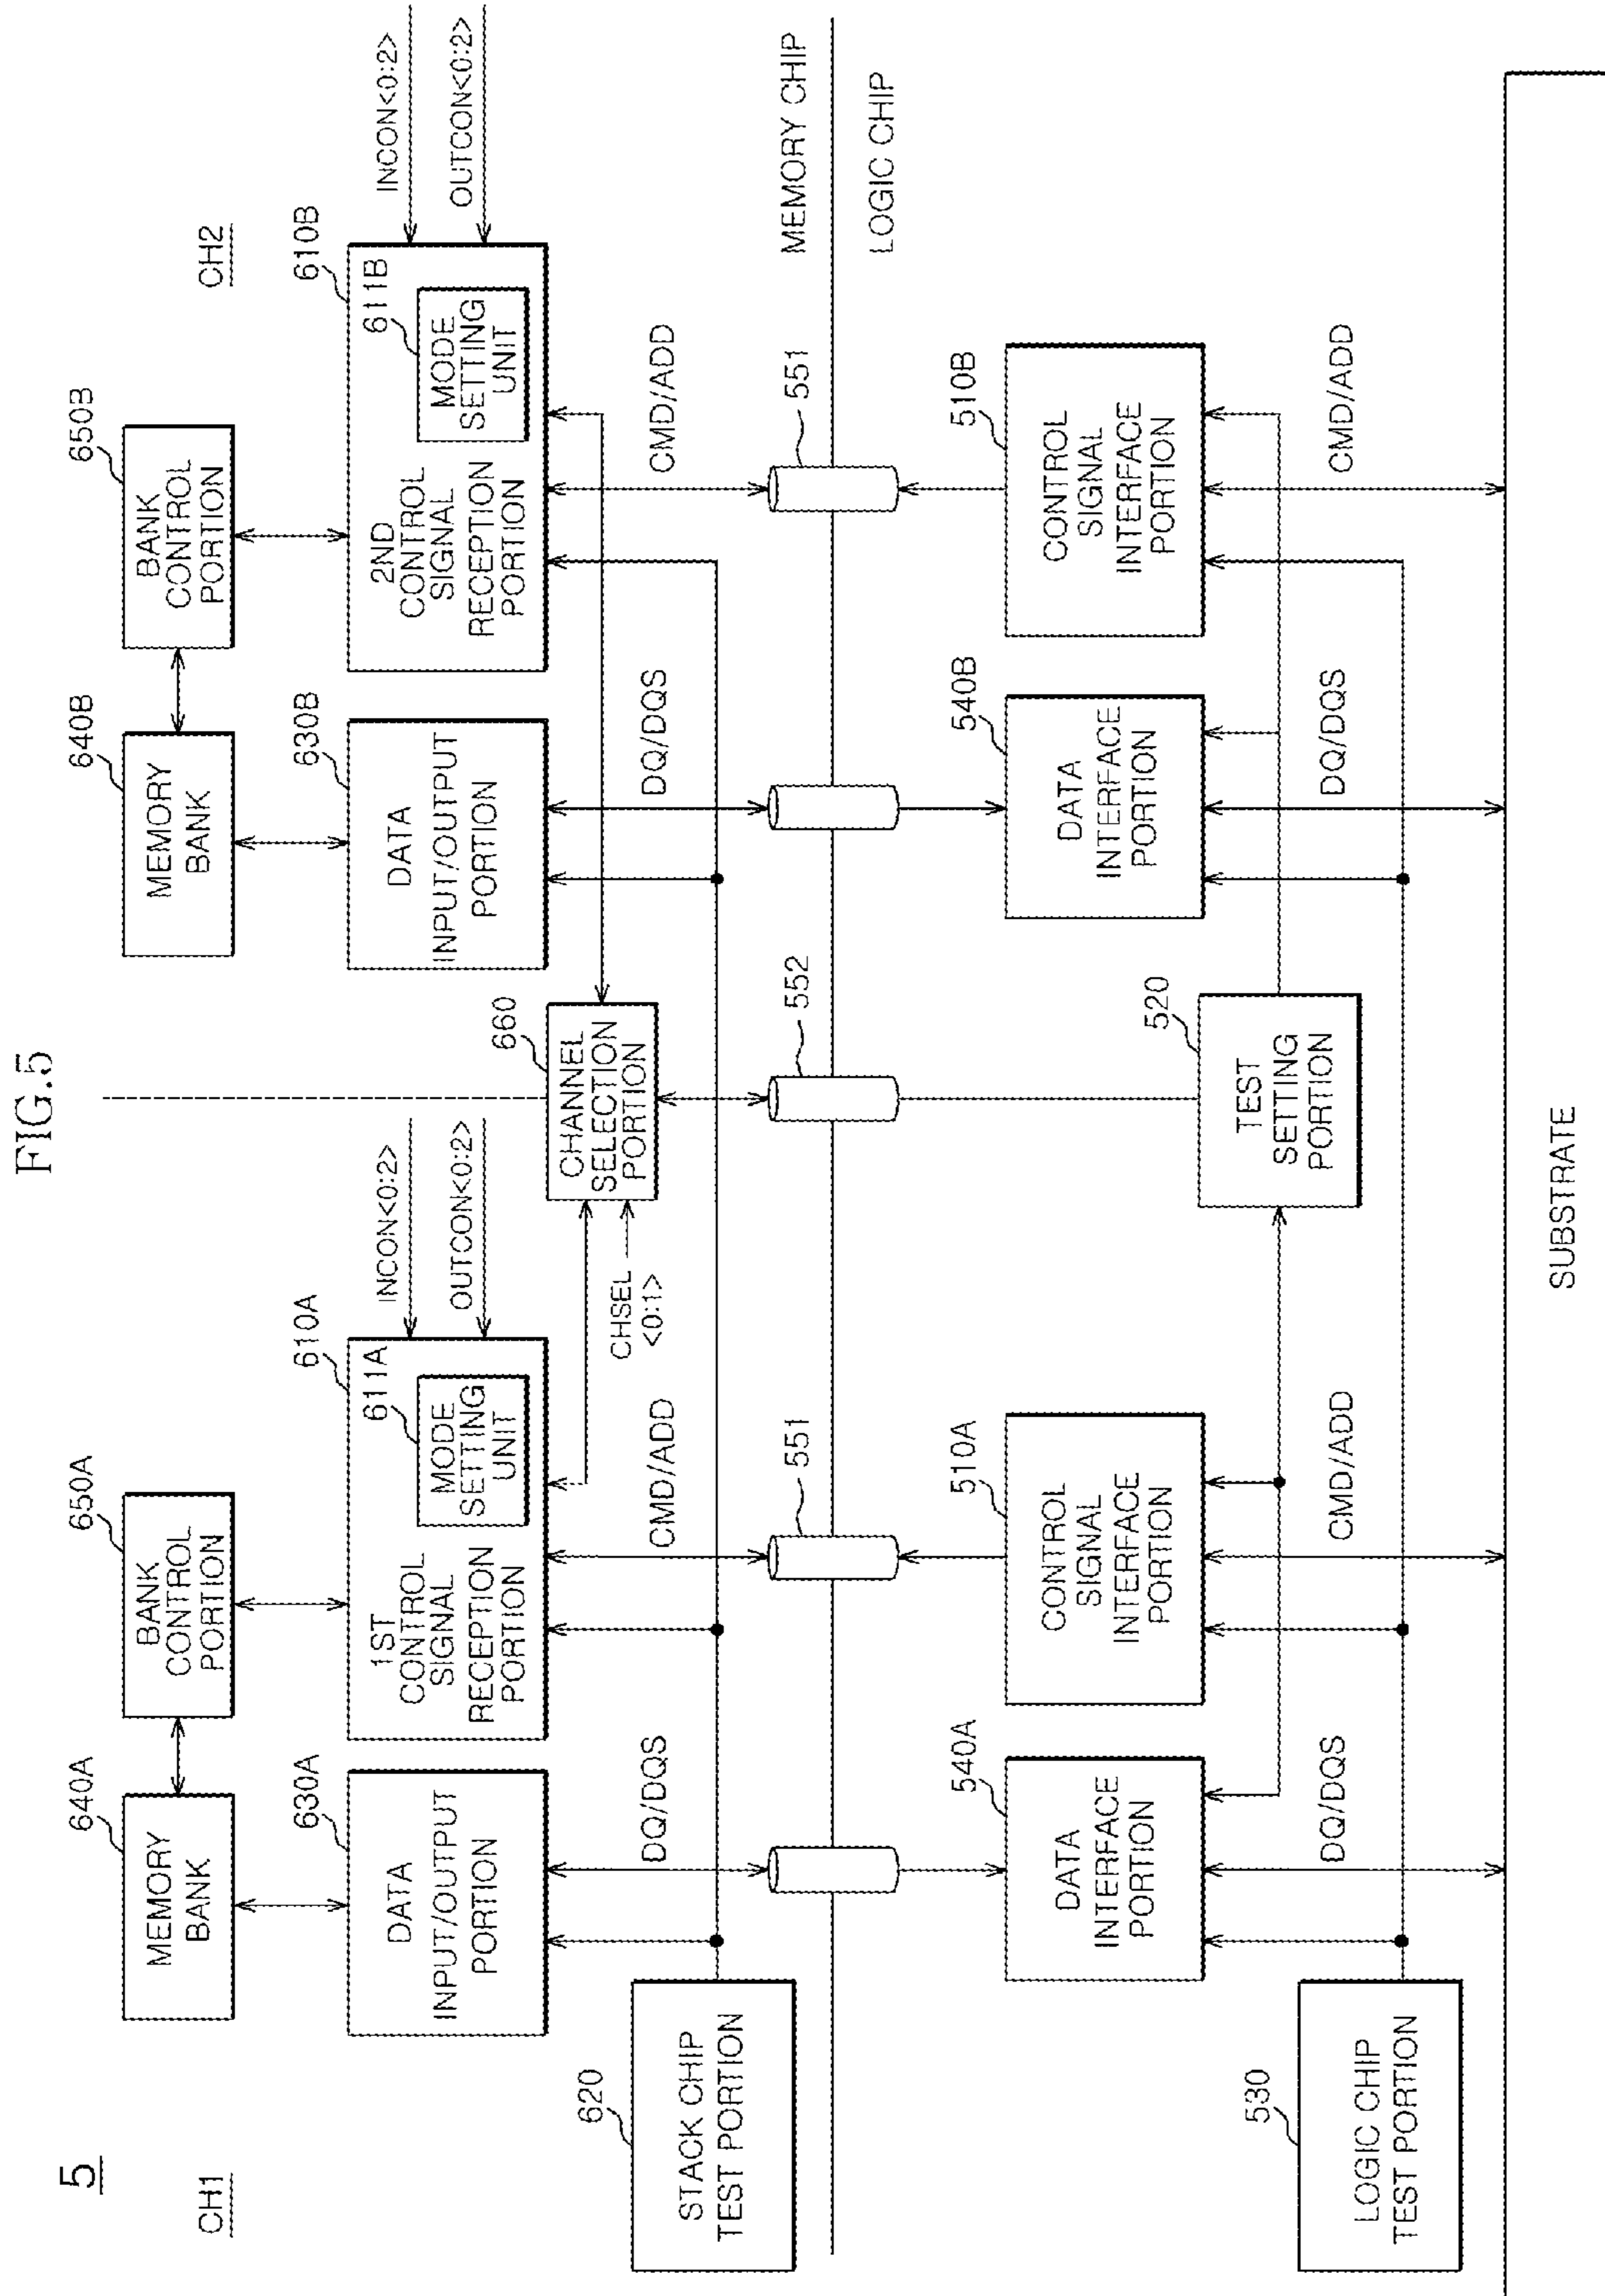 FIG.5
5
CH1
CH2
640A
MEMORY
BANK
650A
BANK
CONTROL
PORTION
640B
MEMORY
BANK
650B
BANK
CONTROL
PORTION
630A
DATA
INPUT/OUTPUT
PORTION
610A
1ST
CONTROL
SIGNAL
RECEPTION
PORTION
611A
MODE
SETTING
UNIT
INCON<0:2>
OUTCON<0:2>
630B
DATA
INPUT/OUTPUT
PORTION
610B
2ND
CONTROL
SIGNAL
RECEPTION
PORTION
611B
MODE
SETTING
UNIT
INCON<0:2>
OUTCON<0:2>
660
CHANNEL
SELECTION
PORTION
CHSEL
<0:1>
620
STACK CHIP
TEST PORTION
DQ/DQS
CMD/ADD
DQ/DQS
CMD/ADD
551
552
551
MEMORY CHIP
LOGIC CHIP
540A
DATA
INTERFACE
PORTION
510A
CONTROL
SIGNAL
INTERFACE
PORTION
540B
DATA
INTERFACE
PORTION
510B
CONTROL
SIGNAL
INTERFACE
PORTION
520
TEST
SETTING
PORTION
530
LOGIC CHIP
TEST PORTION
DQ/DQS
CMD/ADD
DQ/DQS
CMD/ADD
SUBSTRATE